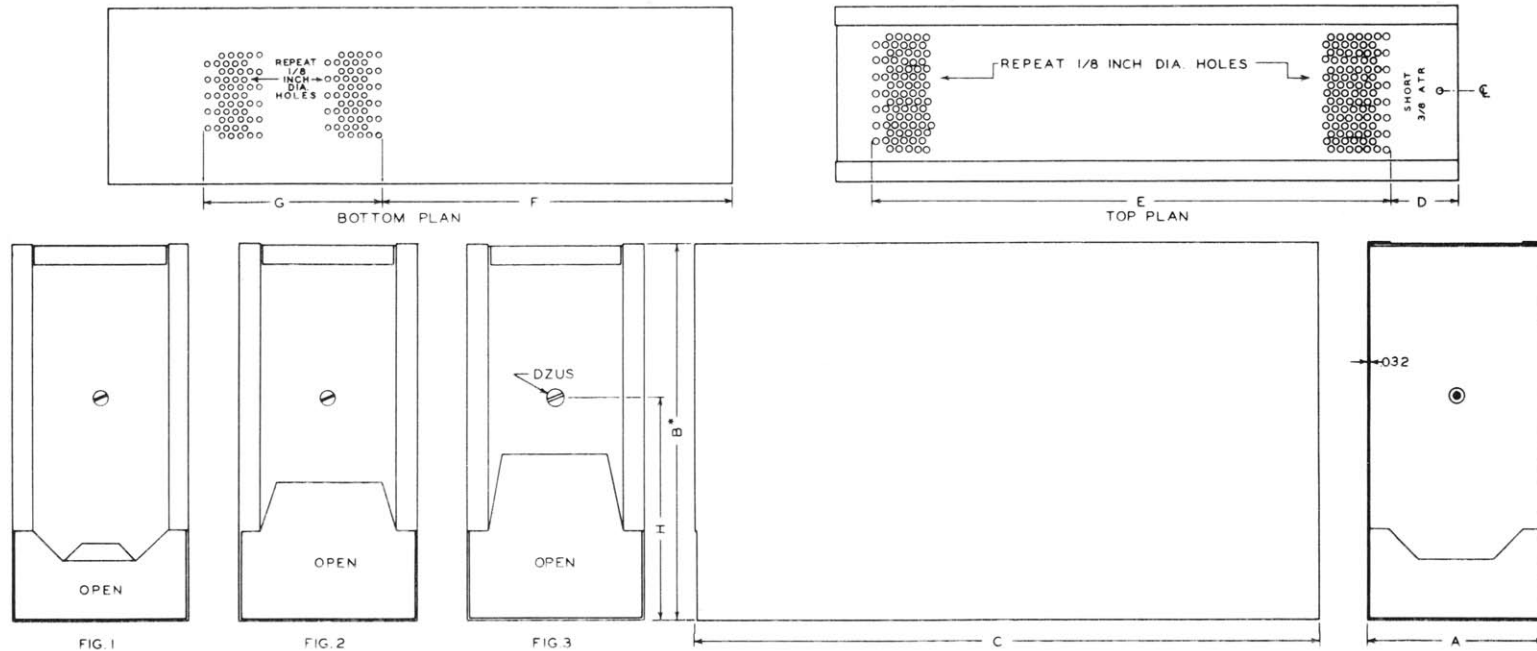 REPEAT
1/8
INCH
DIA.
HOLES
G
F
BOTTOM PLAN
REPEAT 1/8 INCH DIA. HOLES
SHORT
3/8 ATR
℄
E
D
TOP PLAN
OPEN
FIG. 1
OPEN
FIG. 2
DZUS
OPEN
FIG. 3
H
B*
C
.032
A